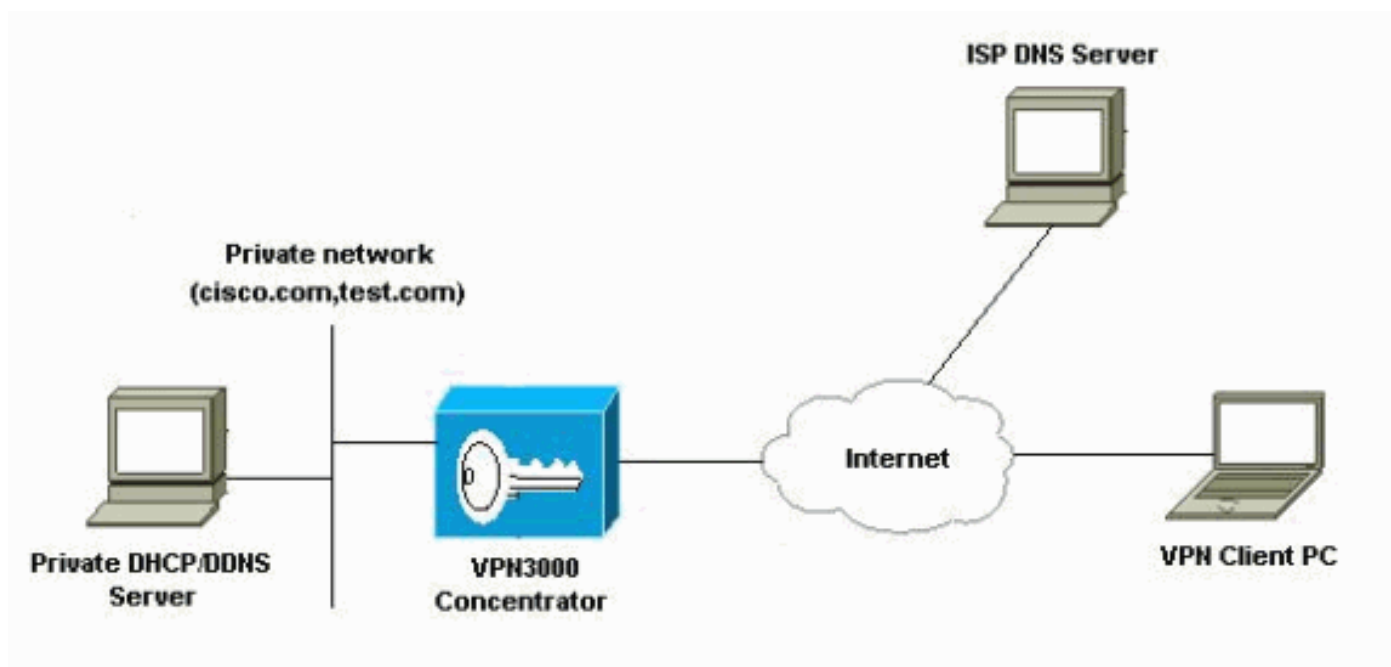 ISP DNS Server
Private network
(cisco.com,test.com)
Internet
Private DHCP/DDNS
Server
VPN3000
Concentrator
VPN Client PC